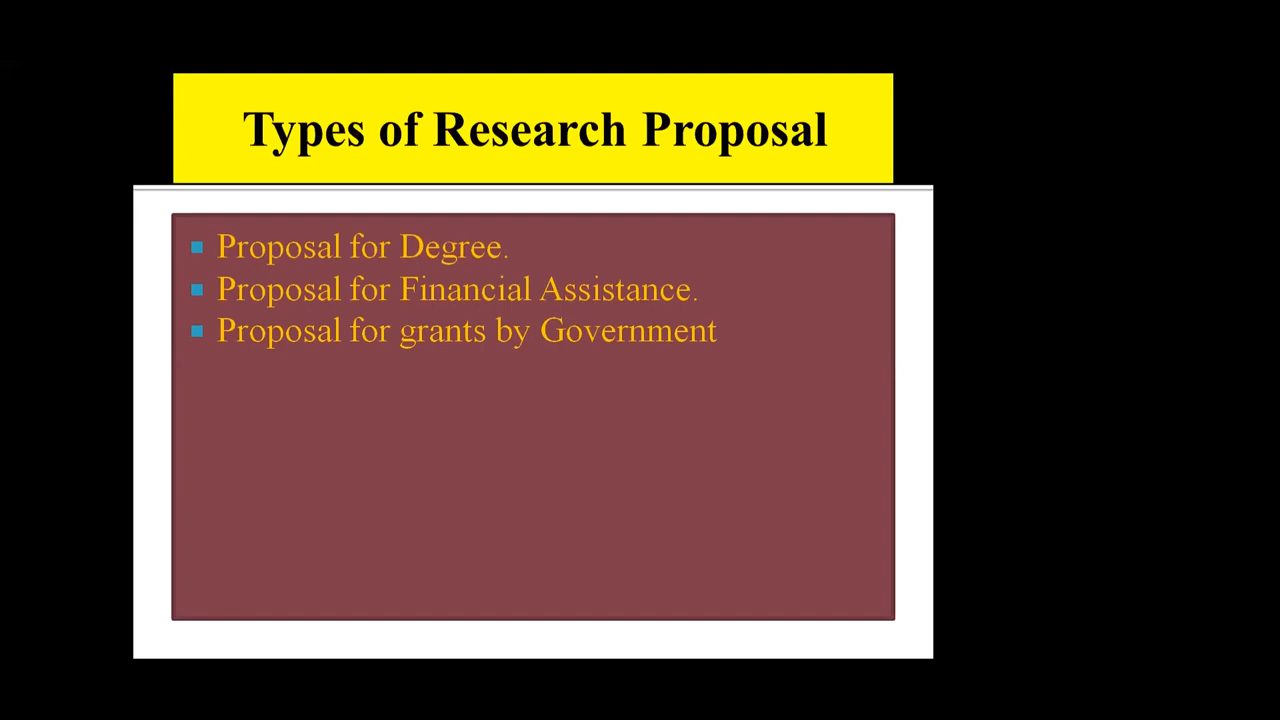 Types of Research Proposal
Proposal for Degree.
Proposal for Financial Assistance.
Proposal for grants by Government